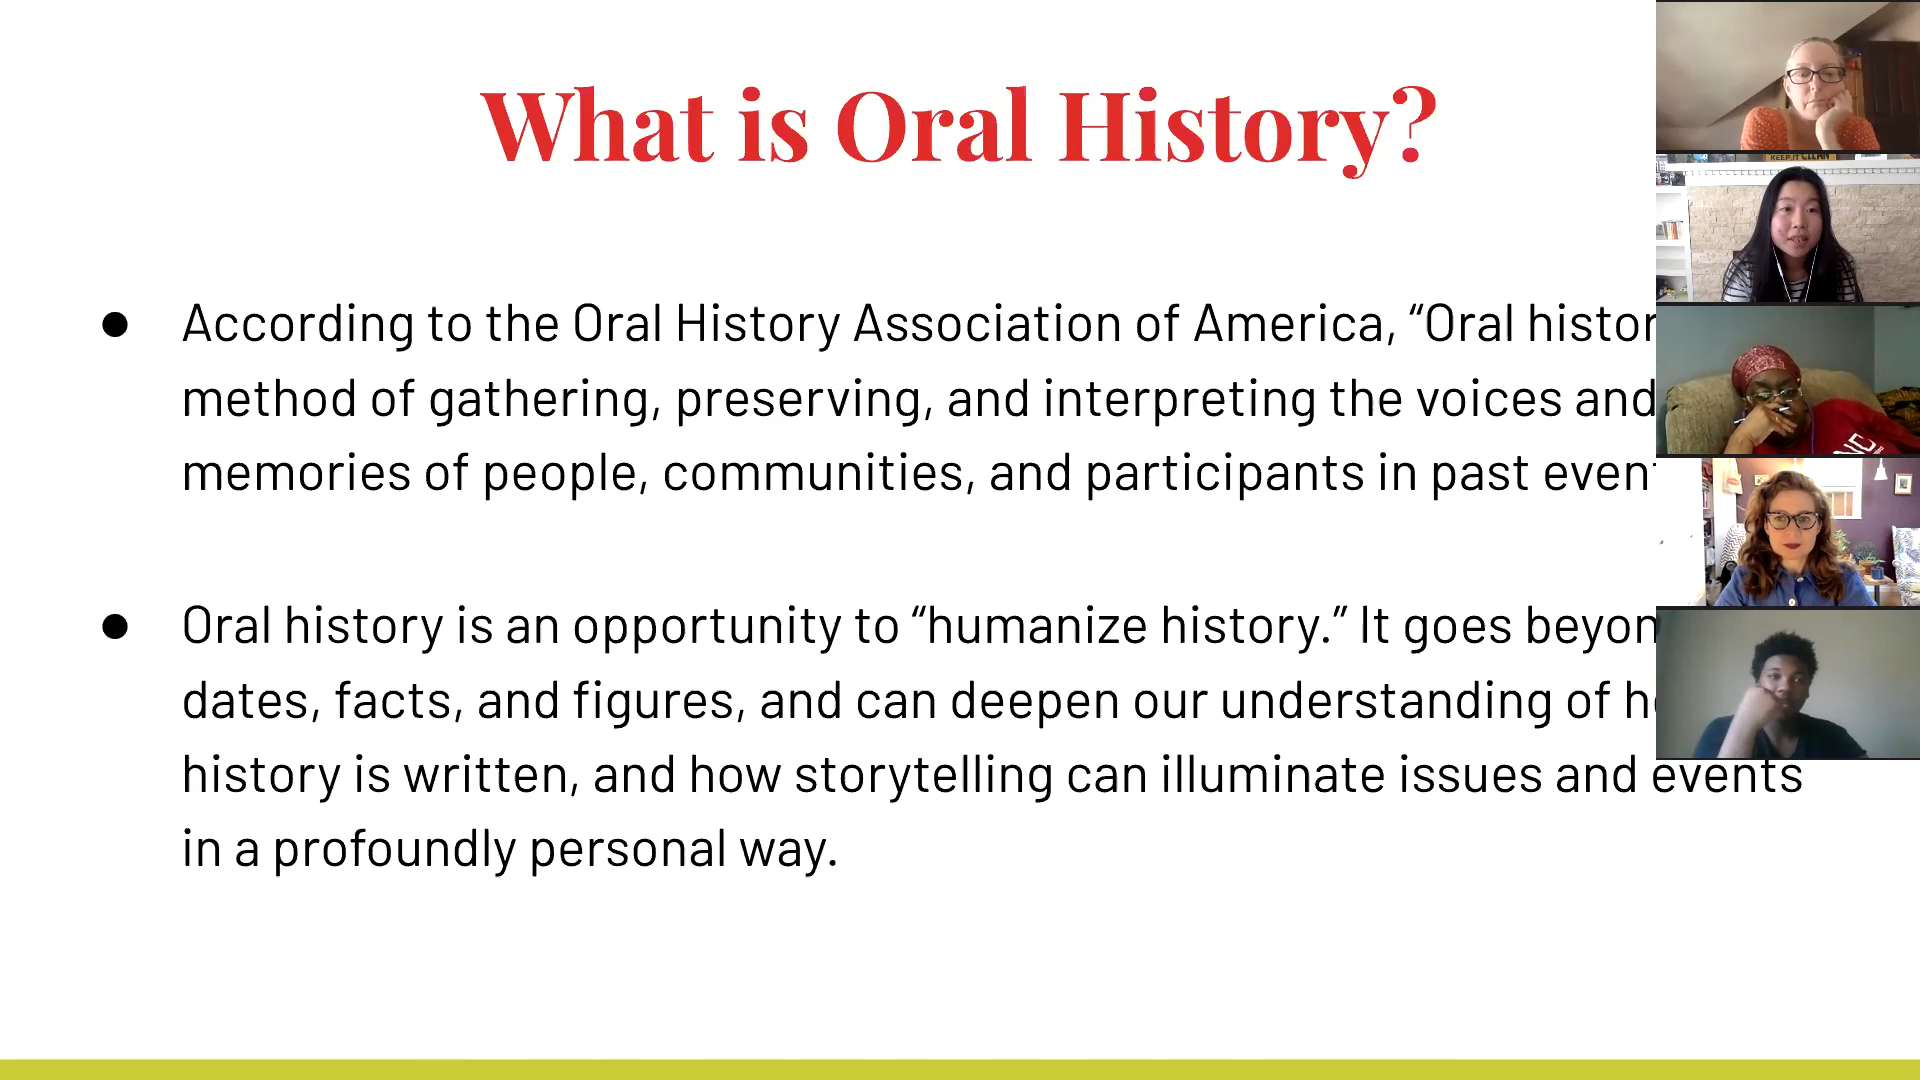 What is Oral History?
● According to the Oral History Association of America, “Oral histor
method of gathering, preserving, and interpreting the voices and
memories of people, communities, and participants in past even
● Oral history is an opportunity to “humanize history.” It goes beyon
dates, facts, and figures, and can deepen our understanding of h
history is written, and how storytelling can illuminate issues and events
in a profoundly personal way.
KEEP IT CLEAN